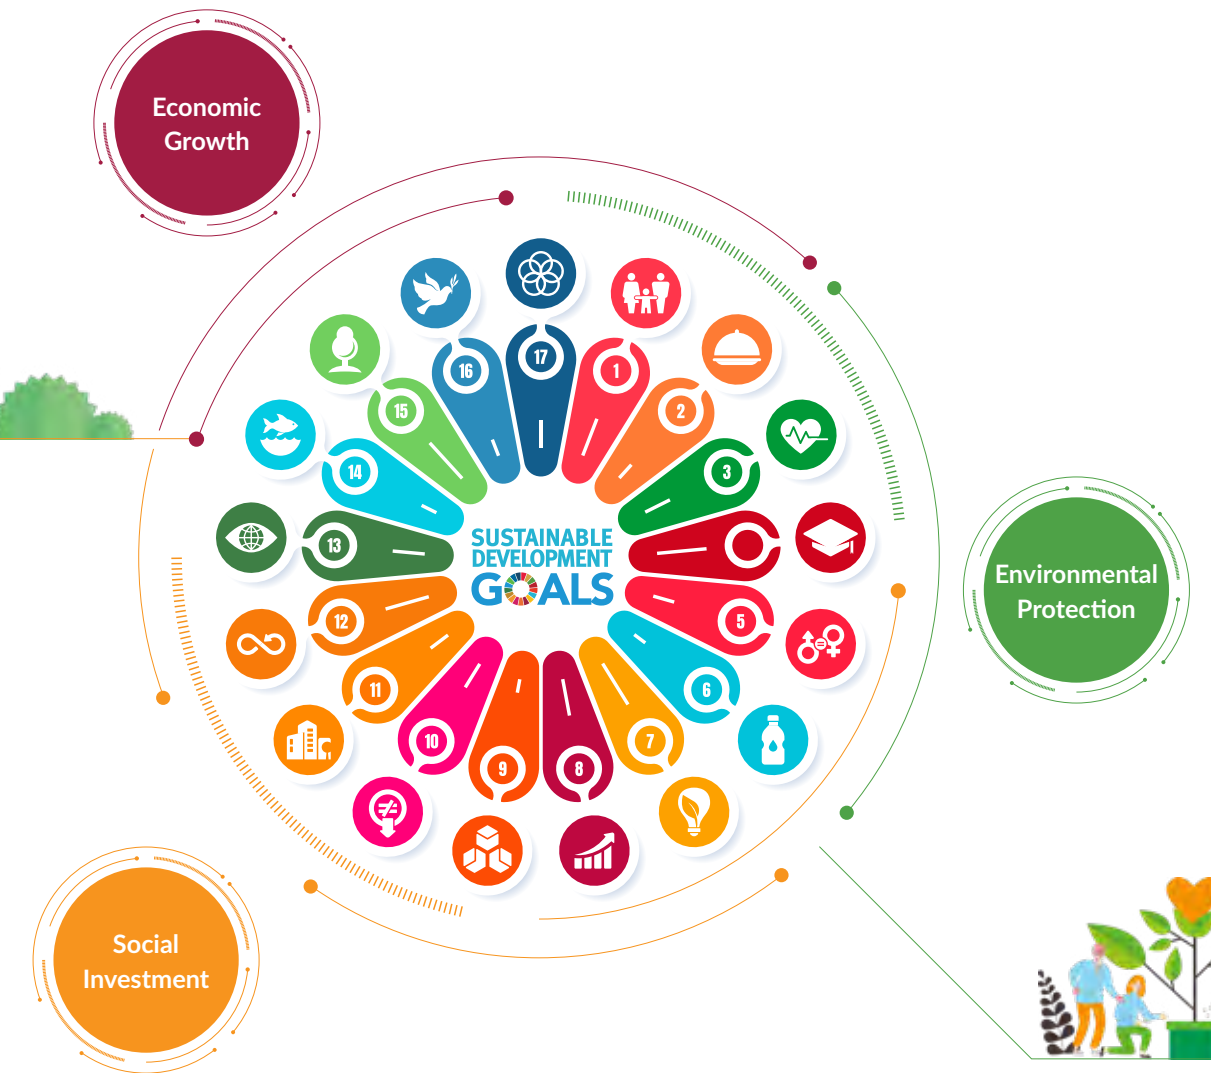 Economic
Growth
17
16
1
15
2
14
3
13
SUSTAINABLE
DEVELOPMENT
GOALS
Environmental
Protection
12
5
11
6
10
7
9
8
Social
Investment